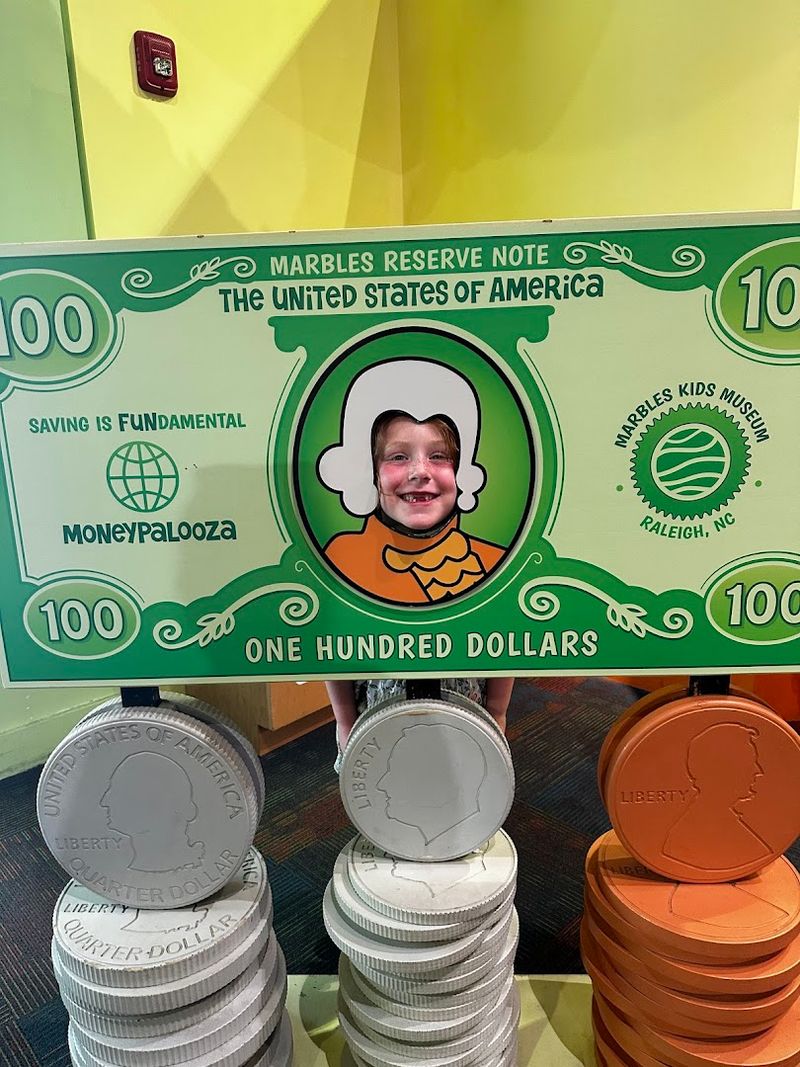 MARBLES RESERVE NOTE
THE UNITED STATES OF AMERICA
100
10
SAVING IS FUNDAMENTAL
MONEYPALOOZA
MARBLES KIDS MUSEUM
RALEIGH, NC
100
100
ONE HUNDRED DOLLARS
UNITED STATES OF AMERICA
LIBERTY
QUARTER DOLLAR
LIBERTY
LIBERTY
LIBERTY
QUARTER DOLLAR